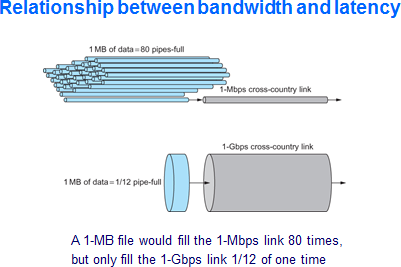 Relationship between bandwidth and latency
1 MB of data = 80 pipes-full
1-Mbps cross-country link
1-Gbps cross-country link
1 MB of data = 1/12 pipe-full
A 1-MB file would fill the 1-Mbps link 80 times,
but only fill the 1-Gbps link 1/12 of one time